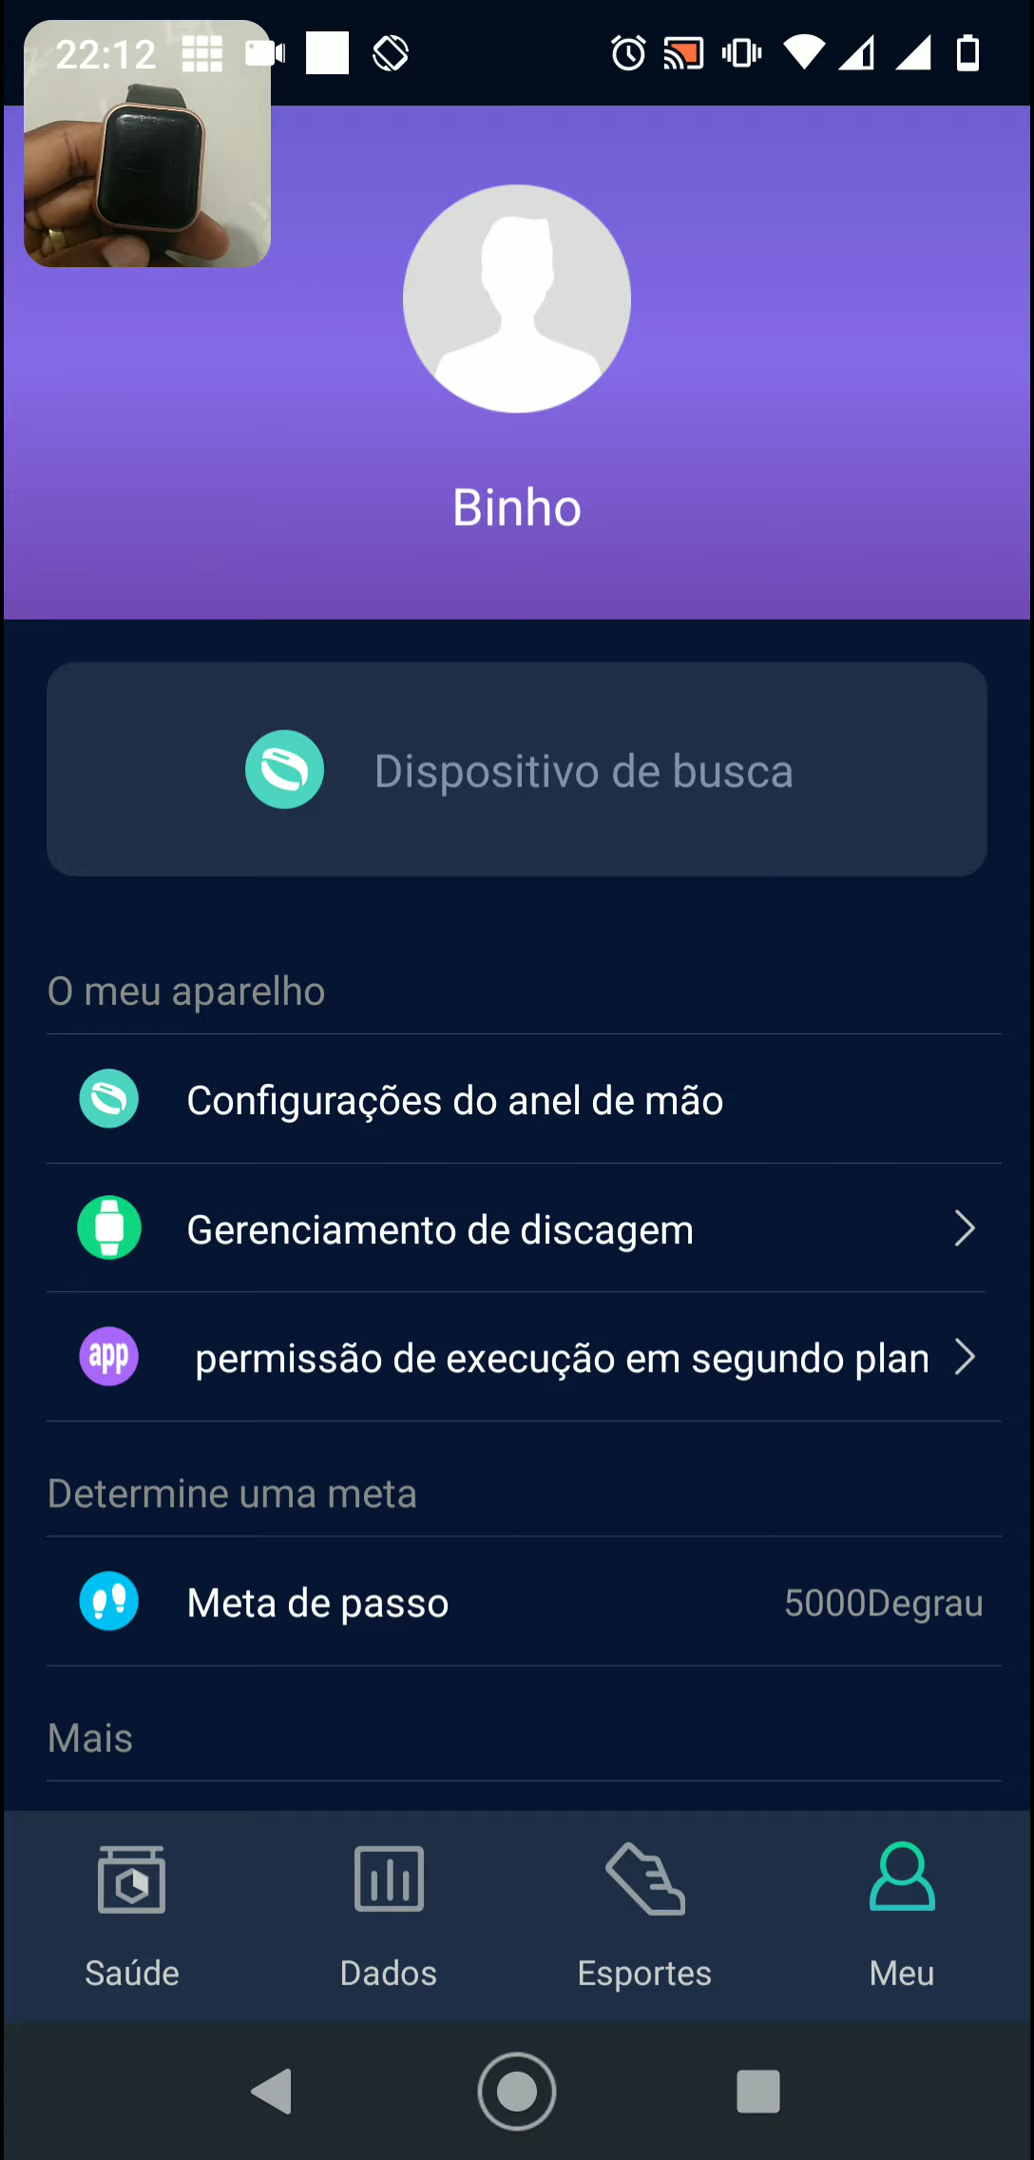 22:12
Binho
Dispositivo de busca
O meu aparelho
Configurações do anel de mão
Gerenciamento de discagem
app
permissão de execução em segundo plan
Determine uma meta
Meta de passo
5000Degrau
Mais
Saúde
Dados
Esportes
Meu